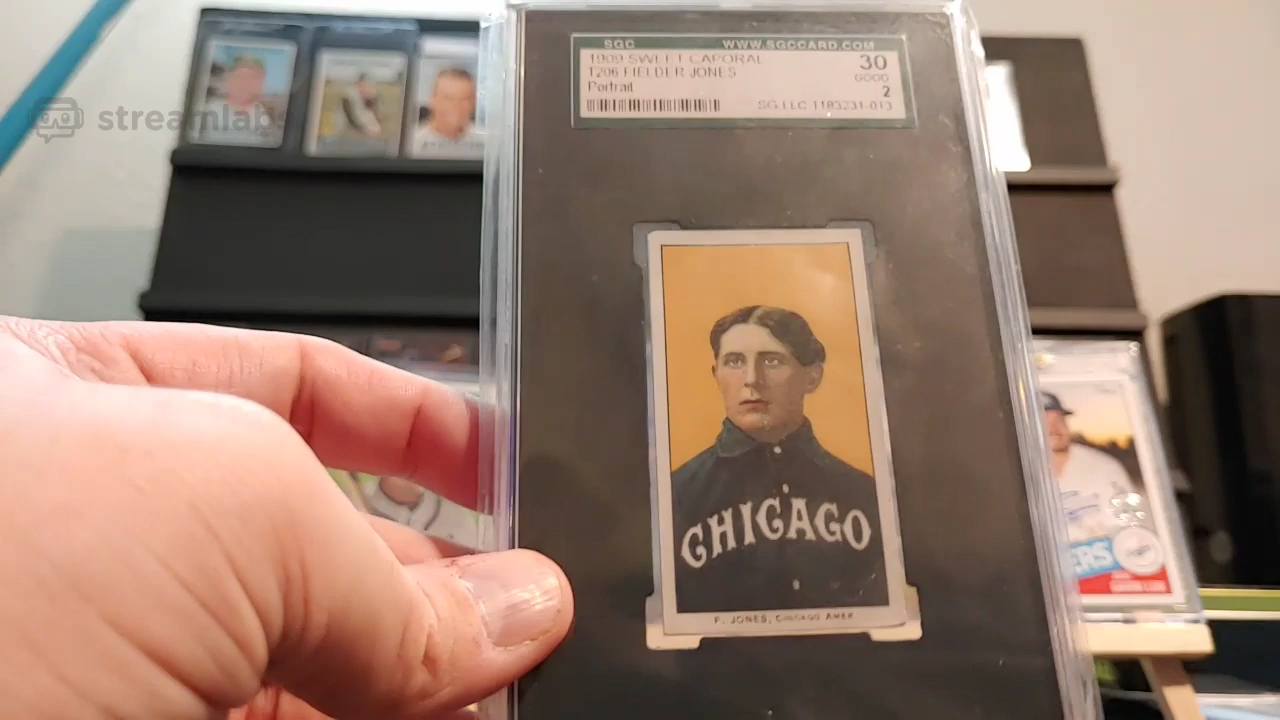 streamlabs
SGC WWW.SGCCARD.COM
1909 SWEET CAPORAL 30
T206 FIELDER JONES GOOD
Portrait 2
SG LLC 1183231-013
CHICAGO
F. JONES, CHICAGO AMER.
ERS